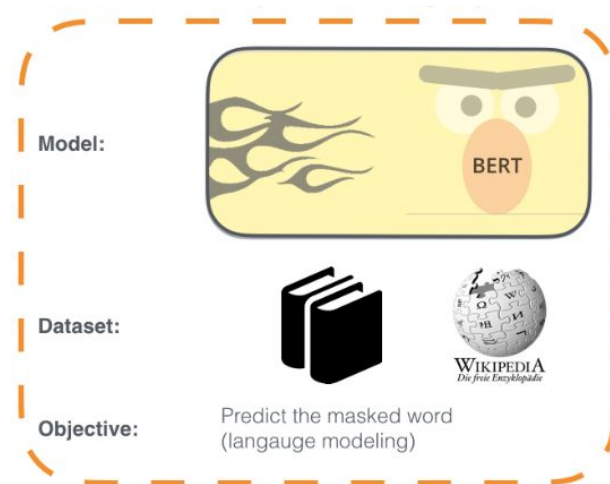 Model:
BERT
Dataset:
WIKIPEDIA
Die freie Enzyklopädie
Objective:
Predict the masked word
(langauge modeling)